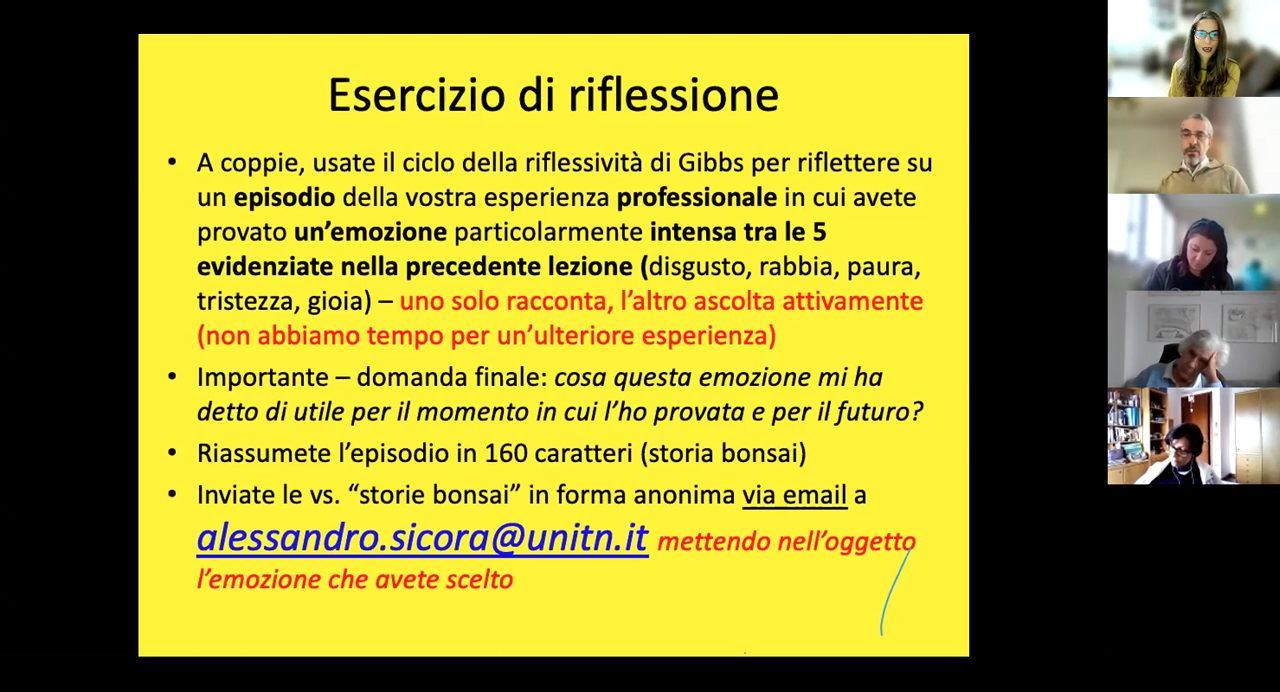 Esercizio di riflessione
• A coppie, usate il ciclo della riflessività di Gibbs per riflettere su
un episodio della vostra esperienza professionale in cui avete
provato un’emozione particolarmente intensa tra le 5
evidenziate nella precedente lezione (disgusto, rabbia, paura,
tristezza, gioia) – uno solo racconta, l’altro ascolta attivamente
(non abbiamo tempo per un’ulteriore esperienza)
• Importante – domanda finale: cosa questa emozione mi ha
detto di utile per il momento in cui l’ho provata e per il futuro?
• Riassumete l’episodio in 160 caratteri (storia bonsai)
• Inviate le vs. “storie bonsai” in forma anonima via email a
alessandro.sicora@unitn.it mettendo nell’oggetto
l’emozione che avete scelto